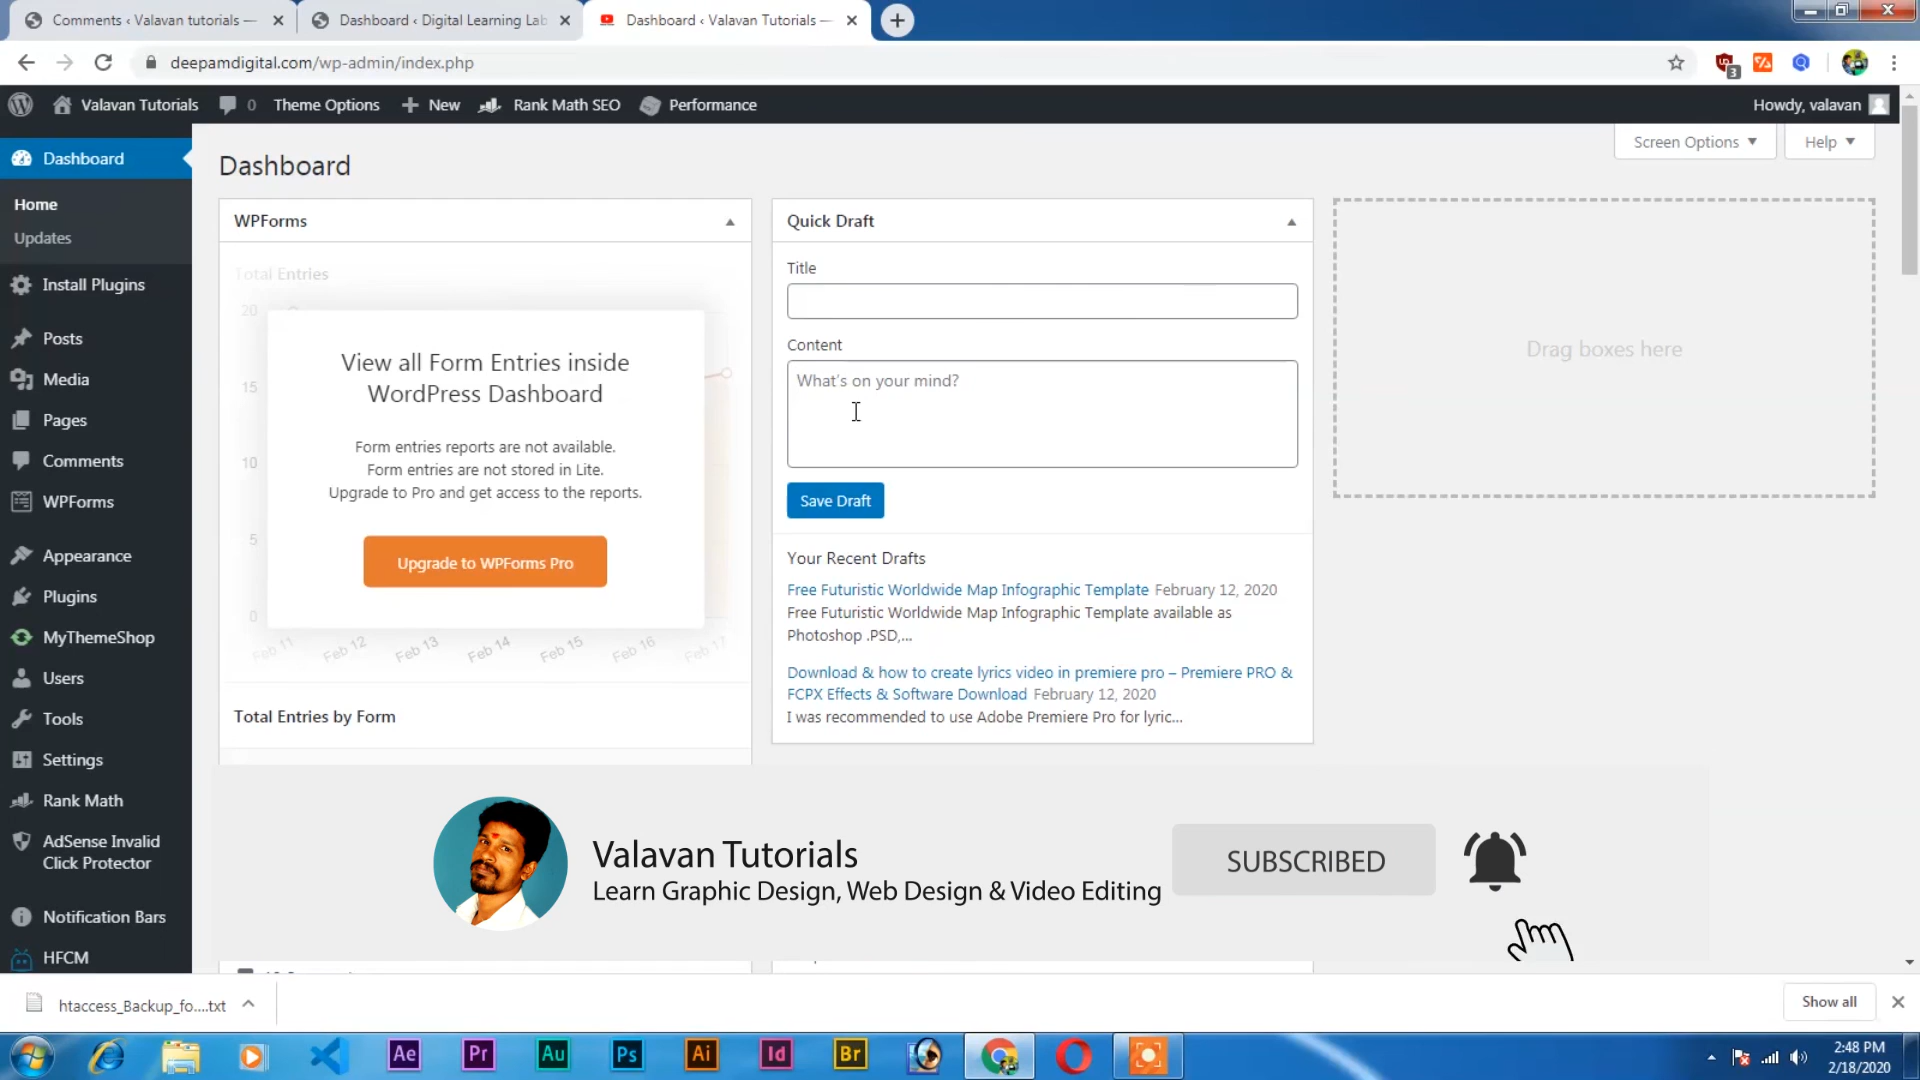 Comments ‹ Valavan tutorials —
Dashboard ‹ Digital Learning Lab
Dashboard ‹ Valavan Tutorials —
deepamdigital.com/wp-admin/index.php
3
Valavan Tutorials
0
Theme Options
New
Rank Math SEO
Performance
Howdy, valavan
Dashboard
Home
Updates
Install Plugins
Posts
Media
Pages
Comments
WPForms
Appearance
Plugins
MyThemeShop
Users
Tools
Settings
Rank Math
AdSense Invalid
Click Protector
Notification Bars
HFCM
Screen Options
Help
Dashboard
WPForms
Total Entries
20
15
10
5
0
View all Form Entries inside
WordPress Dashboard
Form entries reports are not available.
Form entries are not stored in Lite.
Upgrade to Pro and get access to the reports.
Upgrade to WPForms Pro
Feb 11
Feb 12
Feb 13
Feb 14
Feb 15
Feb 16
Feb 17
Total Entries by Form
Quick Draft
Title
Content
What's on your mind?
Save Draft
Your Recent Drafts
Free Futuristic Worldwide Map Infographic Template February 12, 2020
Free Futuristic Worldwide Map Infographic Template available as
Photoshop .PSD,...
Download & how to create lyrics video in premiere pro – Premiere PRO &
FCPX Effects & Software Download February 12, 2020
I was recommended to use Adobe Premiere Pro for lyric...
Drag boxes here
Valavan Tutorials
Learn Graphic Design, Web Design & Video Editing
SUBSCRIBED
htaccess_Backup_fo....txt
Show all
Ae
Pr
Au
Ps
Ai
Id
Br
2:48 PM
2/18/2020